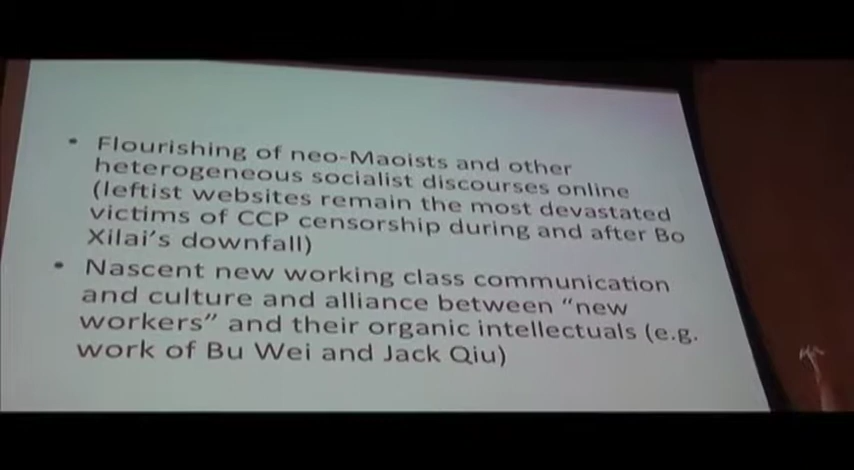 • Flourishing of neo-Maoists and other
heterogeneous socialist discourses online
(leftist websites remain the most devastated
victims of CCP censorship during and after Bo
Xilai's downfall)
• Nascent new working class communication
and culture and alliance between “new
workers” and their organic intellectuals (e.g.
work of Bu Wei and Jack Qiu)